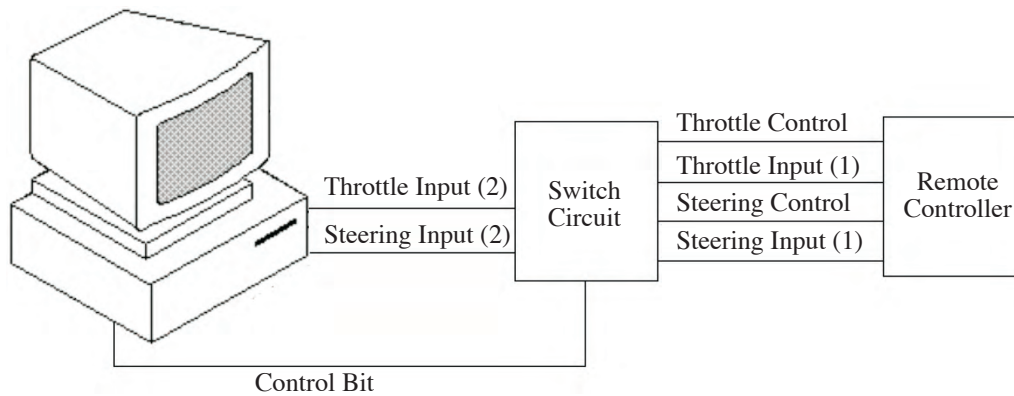 Throttle Control
Throttle Input (2)
Throttle Input (1)
Switch
Circuit
Remote
Controller
Steering Control
Steering Input (2)
Steering Input (1)
Control Bit